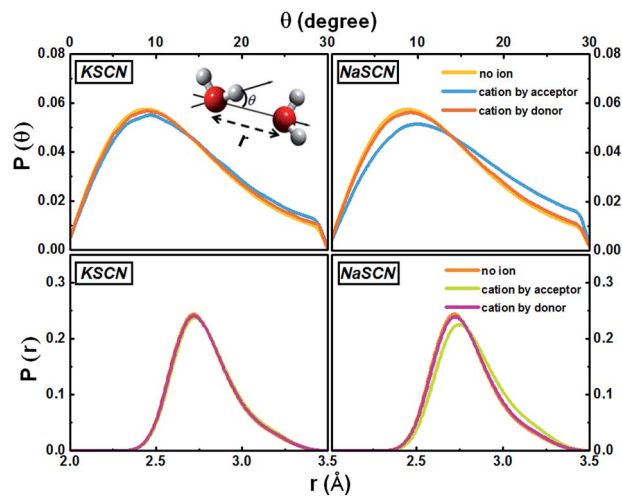 θ (degree)
0 10 20 30 0 10 20 30
KSCN
NaSCN
no ion
cation by acceptor
cation by donor
θ
r
P(θ)
0.08 0.08
0.06 0.06
0.04 0.04
0.02 0.02
0.00 0.00
KSCN
NaSCN
no ion
cation by acceptor
cation by donor
P(r)
0.3 0.3
0.2 0.2
0.1 0.1
0.0 0.0
2.0 2.5 3.0 3.5 2.5 3.0 3.5
r (Å)